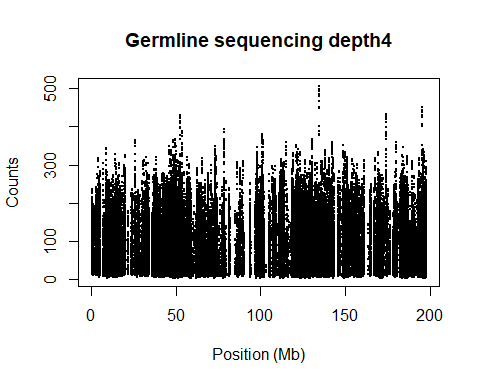 Germline sequencing depth4
Counts
500
300
100
0
0 50 100 150 200
Position (Mb)